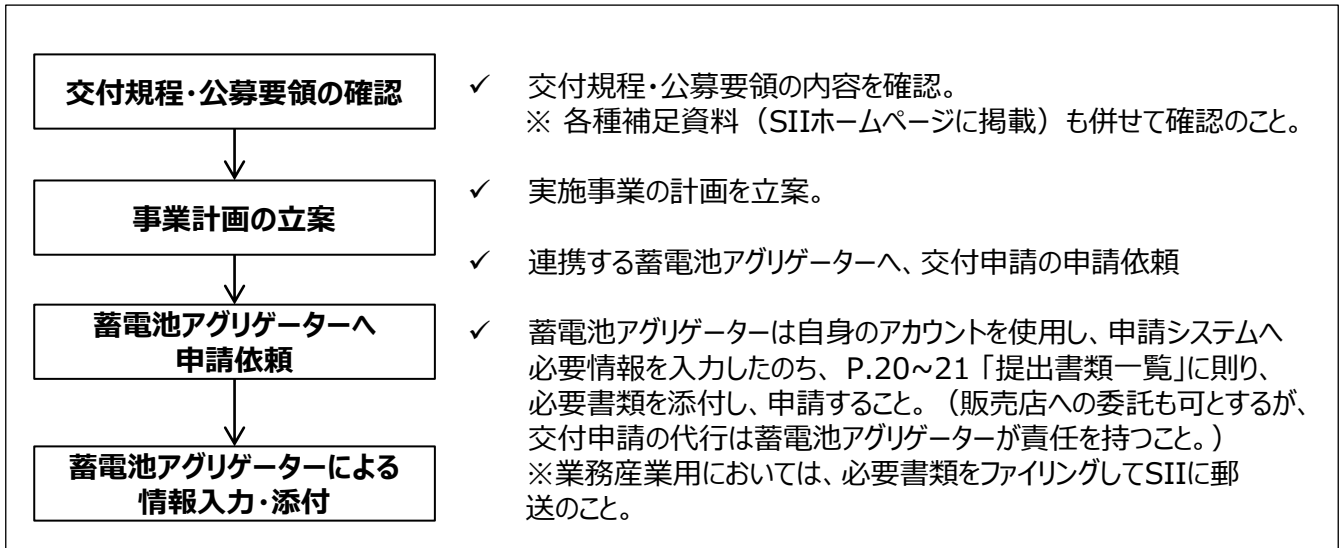 交付規程・公募要領の確認
事業計画の立案
蓄電池アグリゲーターへ
申請依頼
蓄電池アグリゲーターによる
情報入力・添付
✓ 交付規程・公募要領の内容を確認。
※ 各種補足資料（SIIホームページに掲載）も併せて確認のこと。
✓ 実施事業の計画を立案。
✓ 連携する蓄電池アグリゲーターへ、交付申請の申請依頼
✓ 蓄電池アグリゲーターは自身のアカウントを使用し、申請システムへ
必要情報を入力したのち、P.20~21「提出書類一覧」に則り、
必要書類を添付し、申請すること。（販売店への委託も可とするが、
交付申請の代行は蓄電池アグリゲーターが責任を持つこと。）
※業務産業用においては、必要書類をファイリングしてSIIに郵
送のこと。